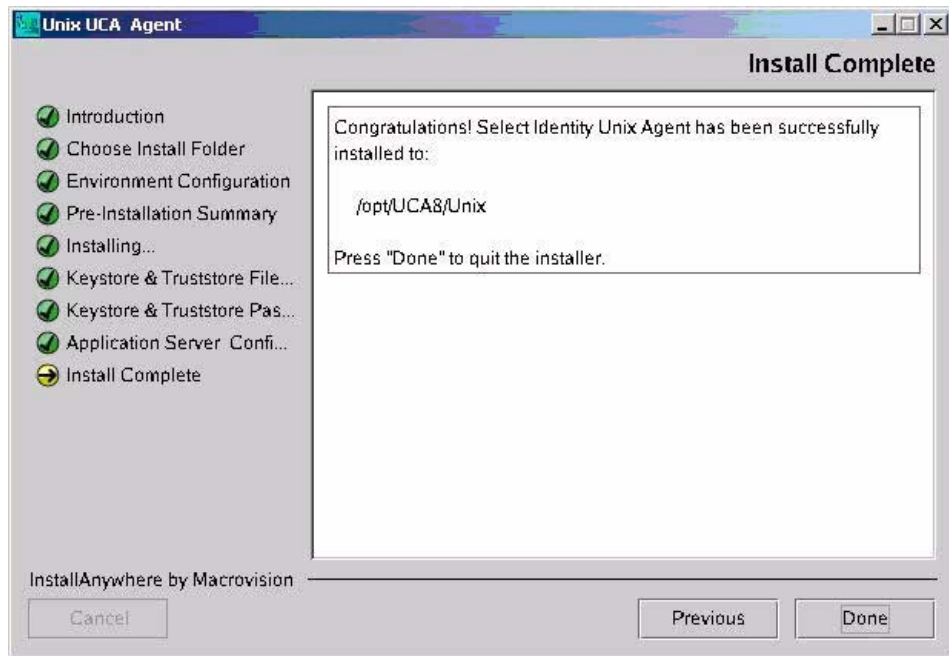 Unix UCA Agent
Install Complete
Introduction
Choose Install Folder
Environment Configuration
Pre-Installation Summary
Installing...
Keystore & Truststore File...
Keystore & Truststore Pas...
Application Server Confi...
Install Complete
Congratulations! Select Identity Unix Agent has been successfully
installed to:
/opt/UCA8/Unix
Press "Done" to quit the installer.
InstallAnywhere by Macrovision
Cancel
Previous
Done